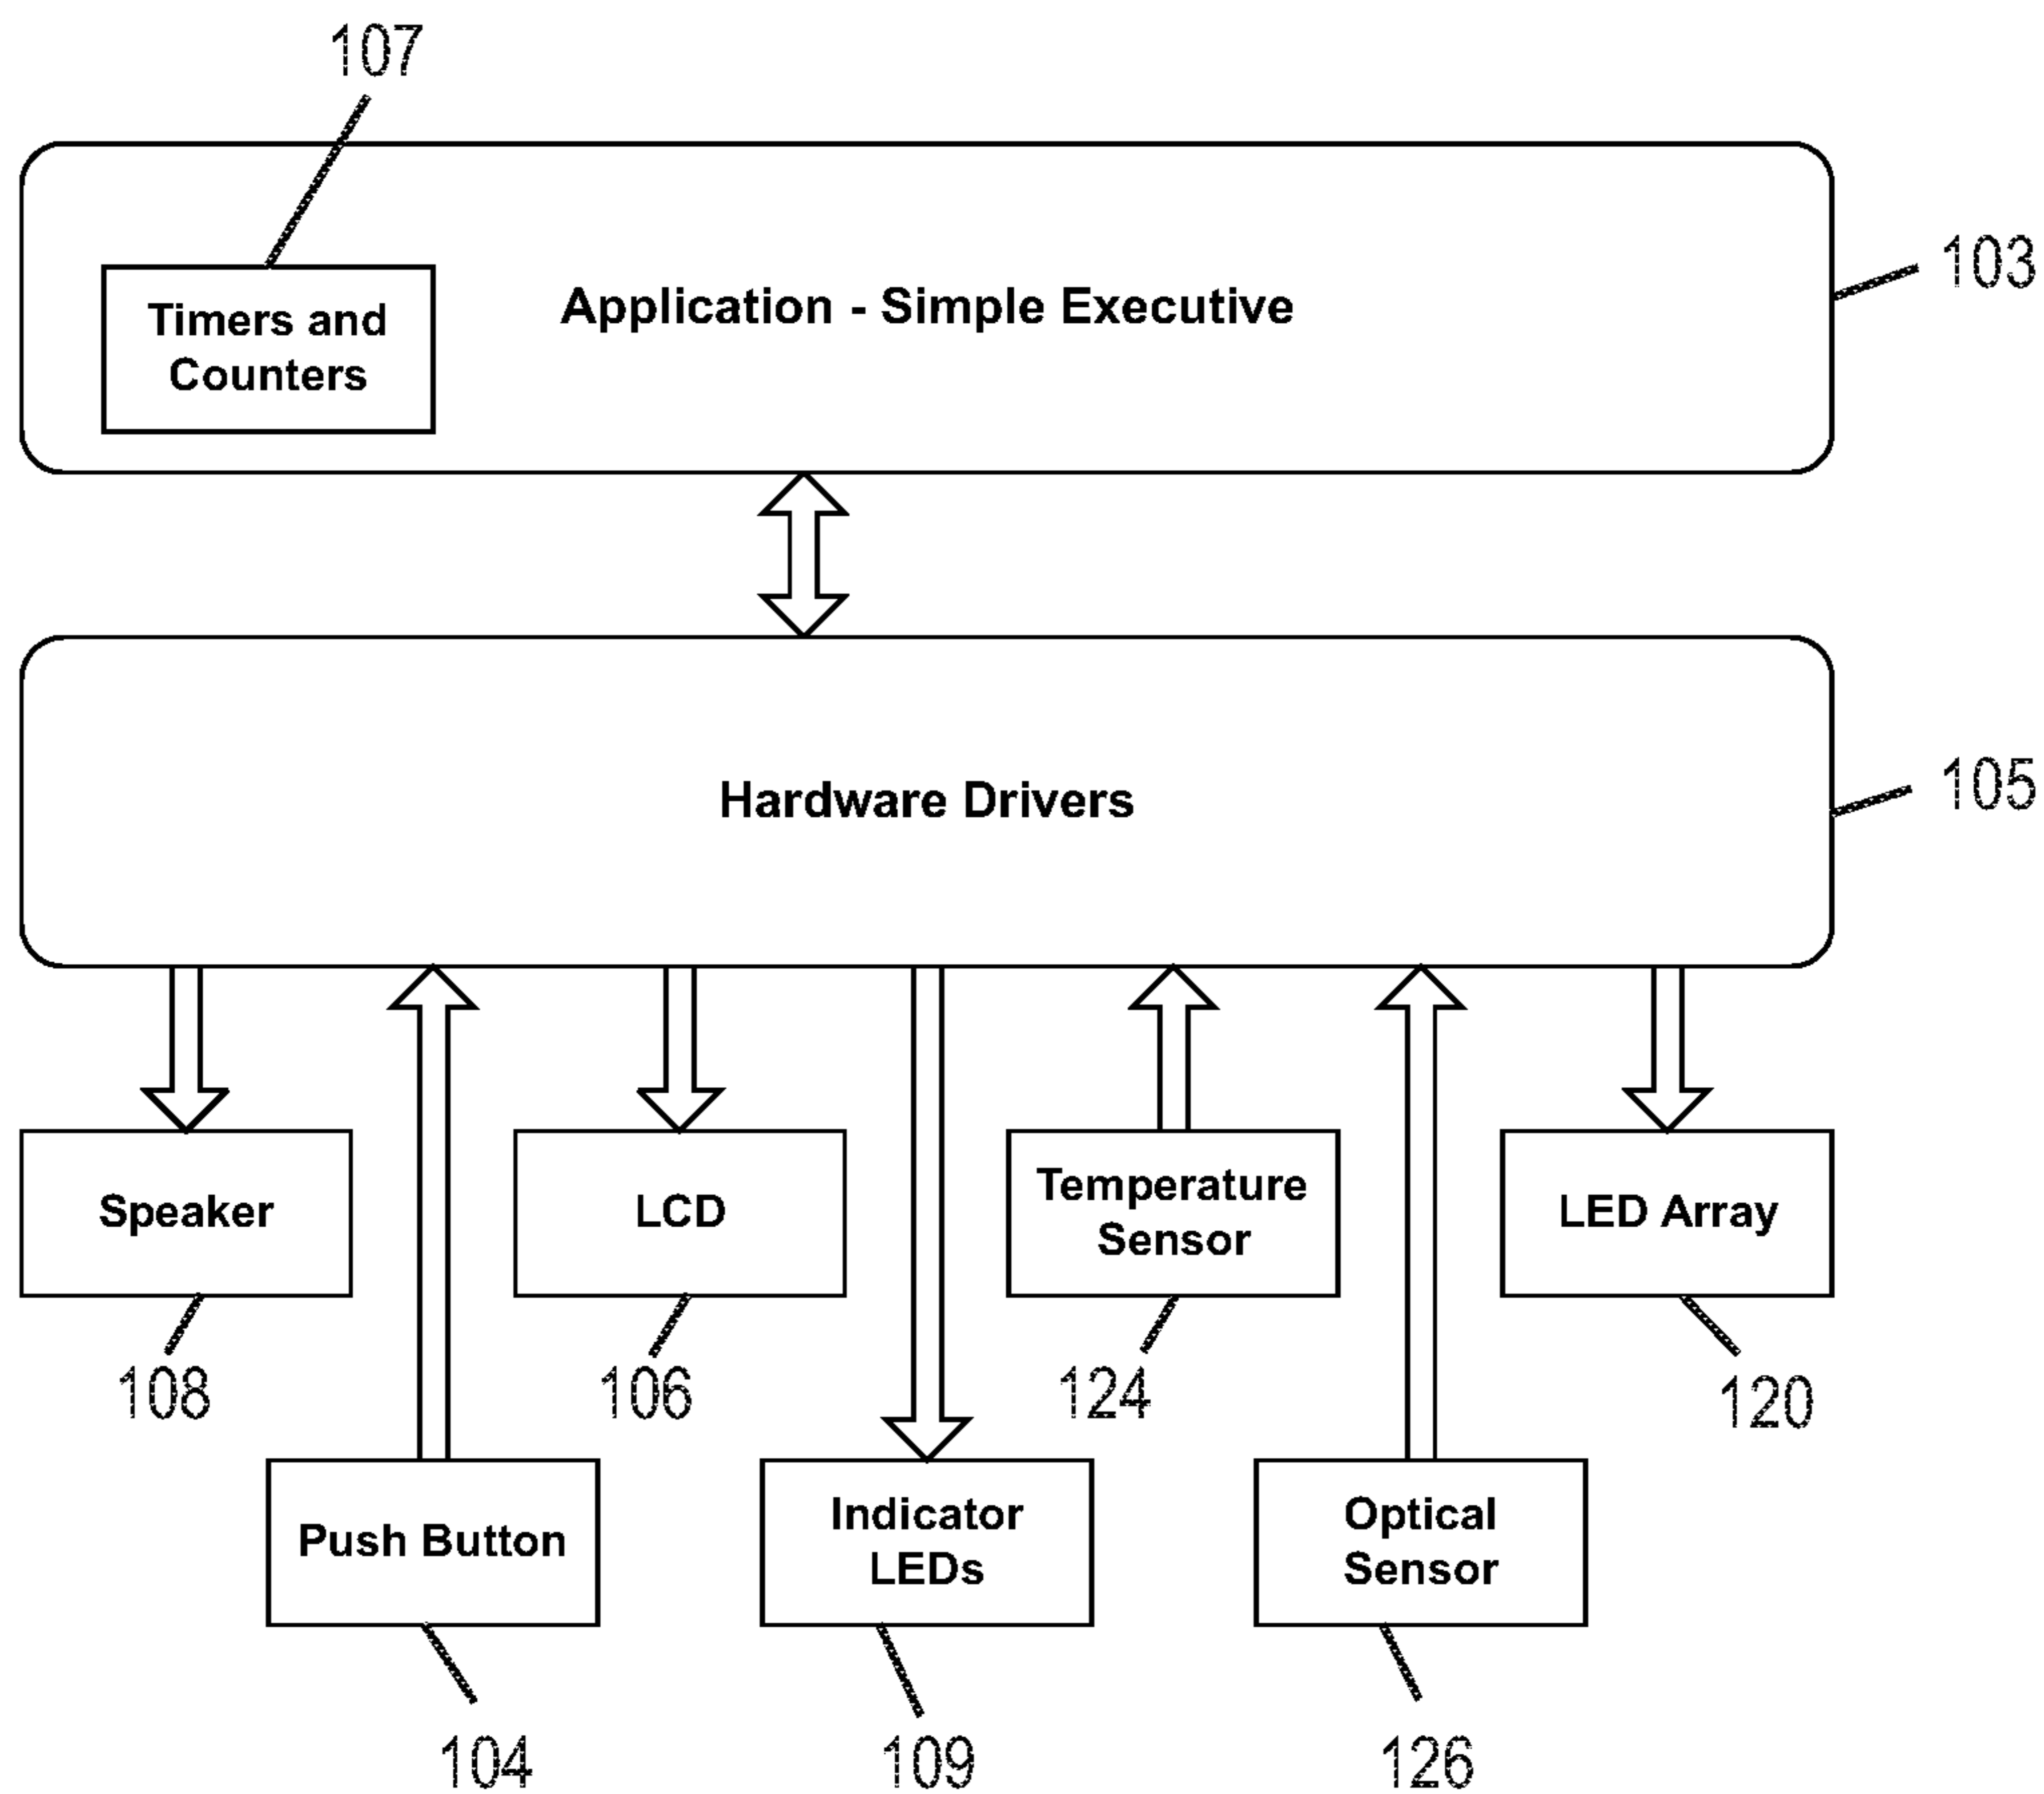 107
103
Timers and
Counters
Application - Simple Executive
105
Hardware Drivers
Speaker
LCD
Temperature
Sensor
LED Array
108
106
124
120
Push Button
Indicator
LEDs
Optical
Sensor
104
109
126